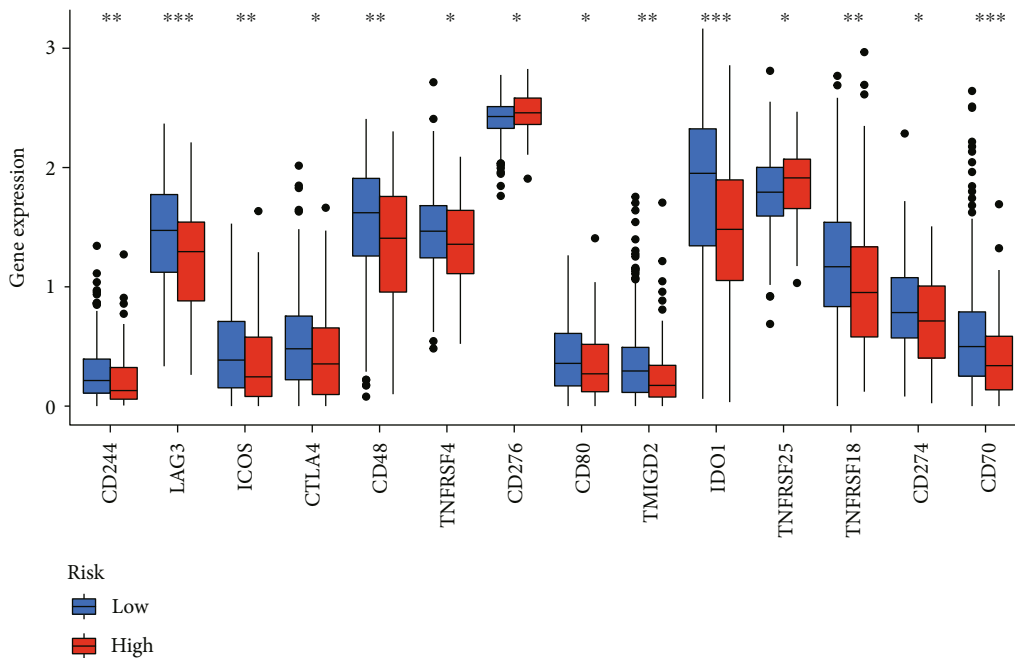 ** *** ** * ** * * * ** *** * ** * ***
Gene expression
3
2
1
0
CD244
LAG3
ICOS
CTLA4
CD48
TNFRSF4
CD276
CD80
TMIGD2
IDO1
TNFRSF25
TNFRSF18
CD274
CD70
Risk
Low
High